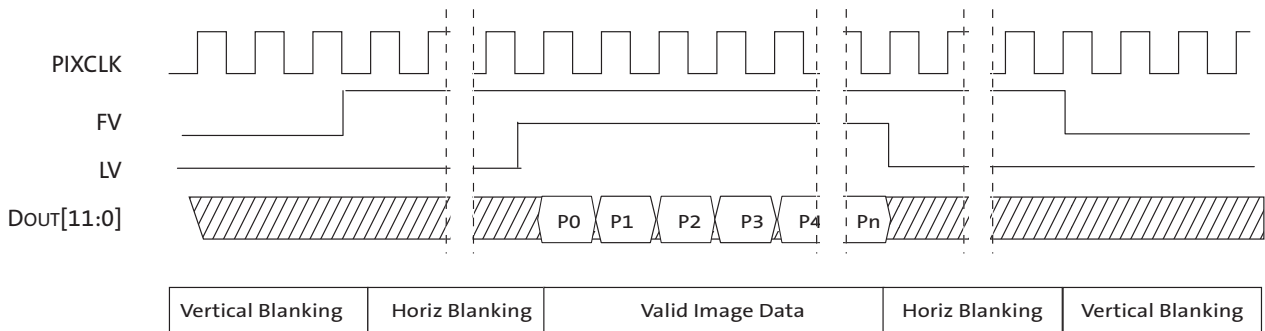 PIXCLK
FV
LV
DOUT[11:0]
P0 P1 P2 P3 P4 Pn
Vertical Blanking Horiz Blanking Valid Image Data Horiz Blanking Vertical Blanking